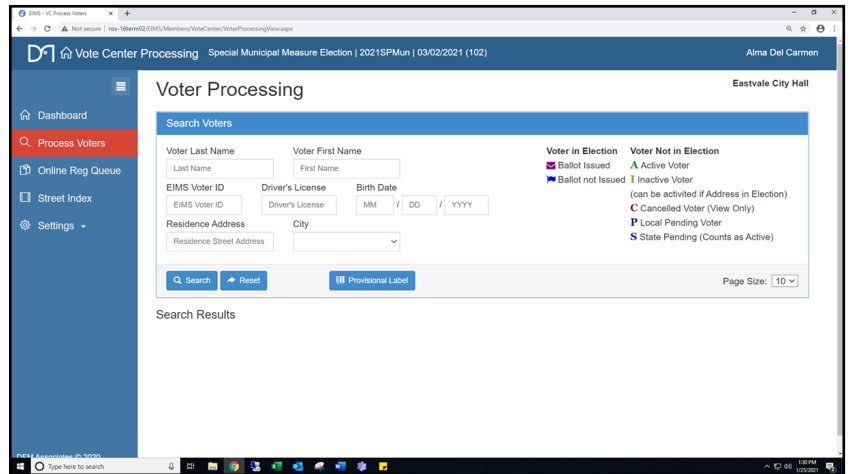 EIMS - VC Process Voters
Not secure | rov-16term02/EIMS/Members/VoteCenter/VoterProcessingView.aspx
DFM Vote Center Processing Special Municipal Measure Election | 2021SPMun | 03/02/2021 (102) Alma Del Carmen
Voter Processing Eastvale City Hall
Dashboard
Process Voters
Online Reg Queue
Street Index
Settings
Search Voters
Voter Last Name Voter First Name
Last Name First Name
EIMS Voter ID Driver's License Birth Date
EIMS Voter ID Driver's License MM / DD / YYYY
Residence Address City
Residence Street Address
Voter in Election Voter Not in Election
Ballot Issued A Active Voter
Ballot not Issued I Inactive Voter
(can be activited if Address in Election)
C Cancelled Voter (View Only)
P Local Pending Voter
S State Pending (Counts as Active)
Search Reset Provisional Label Page Size: 10
Search Results
DFM Associates © 2020
Type here to search 1:30 PM
1/25/2021